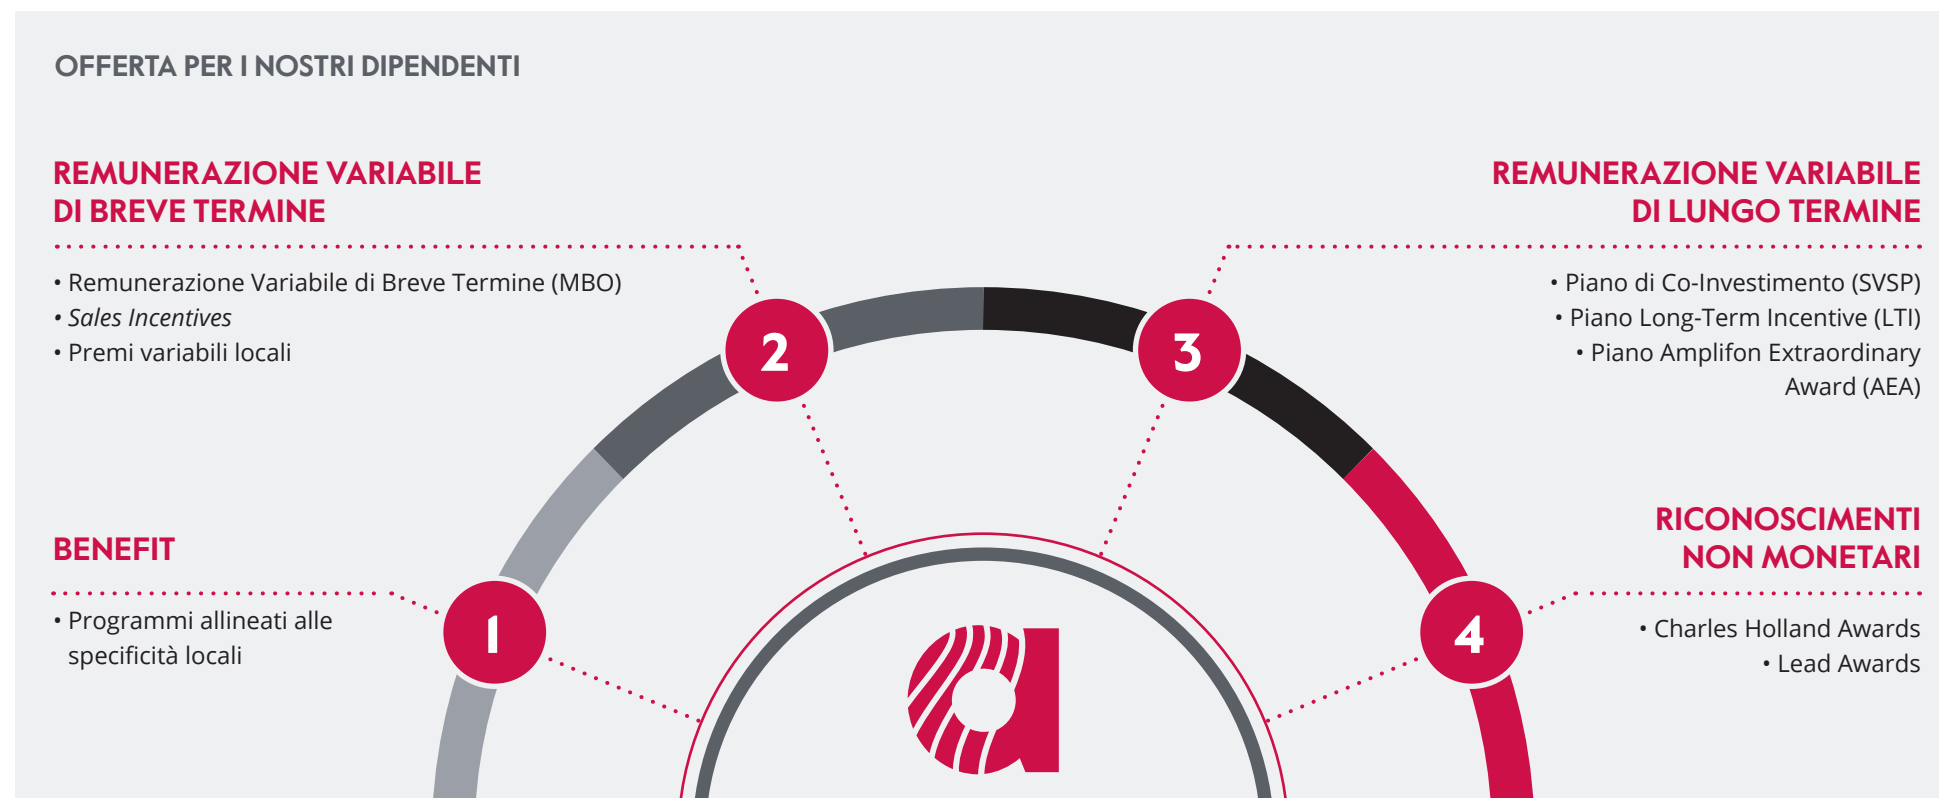 OFFERTA PER I NOSTRI DIPENDENTI
REMUNERAZIONE VARIABILE
DI BREVE TERMINE
• Remunerazione Variabile di Breve Termine (MBO)
• Sales Incentives
• Premi variabili locali
REMUNERAZIONE VARIABILE
DI LUNGO TERMINE
• Piano di Co-Investimento (SVSP)
• Piano Long-Term Incentive (LTI)
• Piano Amplifon Extraordinary
Award (AEA)
2
3
BENEFIT
• Programmi allineati alle
specificità locali
1
RICONOSCIMENTI
NON MONETARI
• Charles Holland Awards
• Lead Awards
4